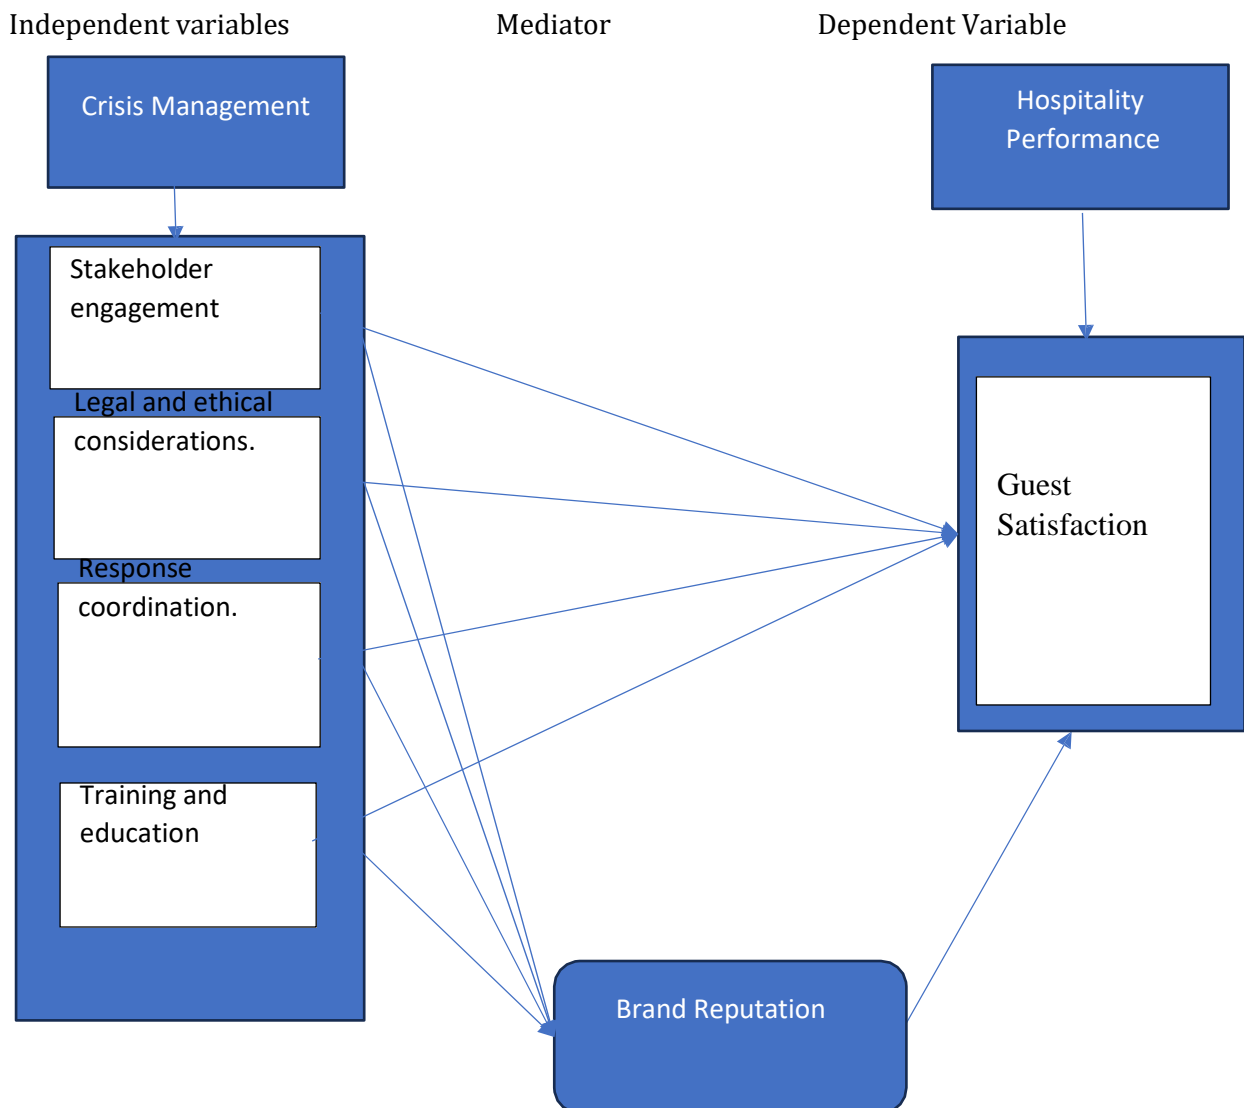 Independent variables
Mediator
Dependent Variable
Crisis Management
Hospitality
Performance
Stakeholder
engagement
Legal and ethical
considerations.
Response
coordination.
Training and
education
Guest
Satisfaction
Brand Reputation